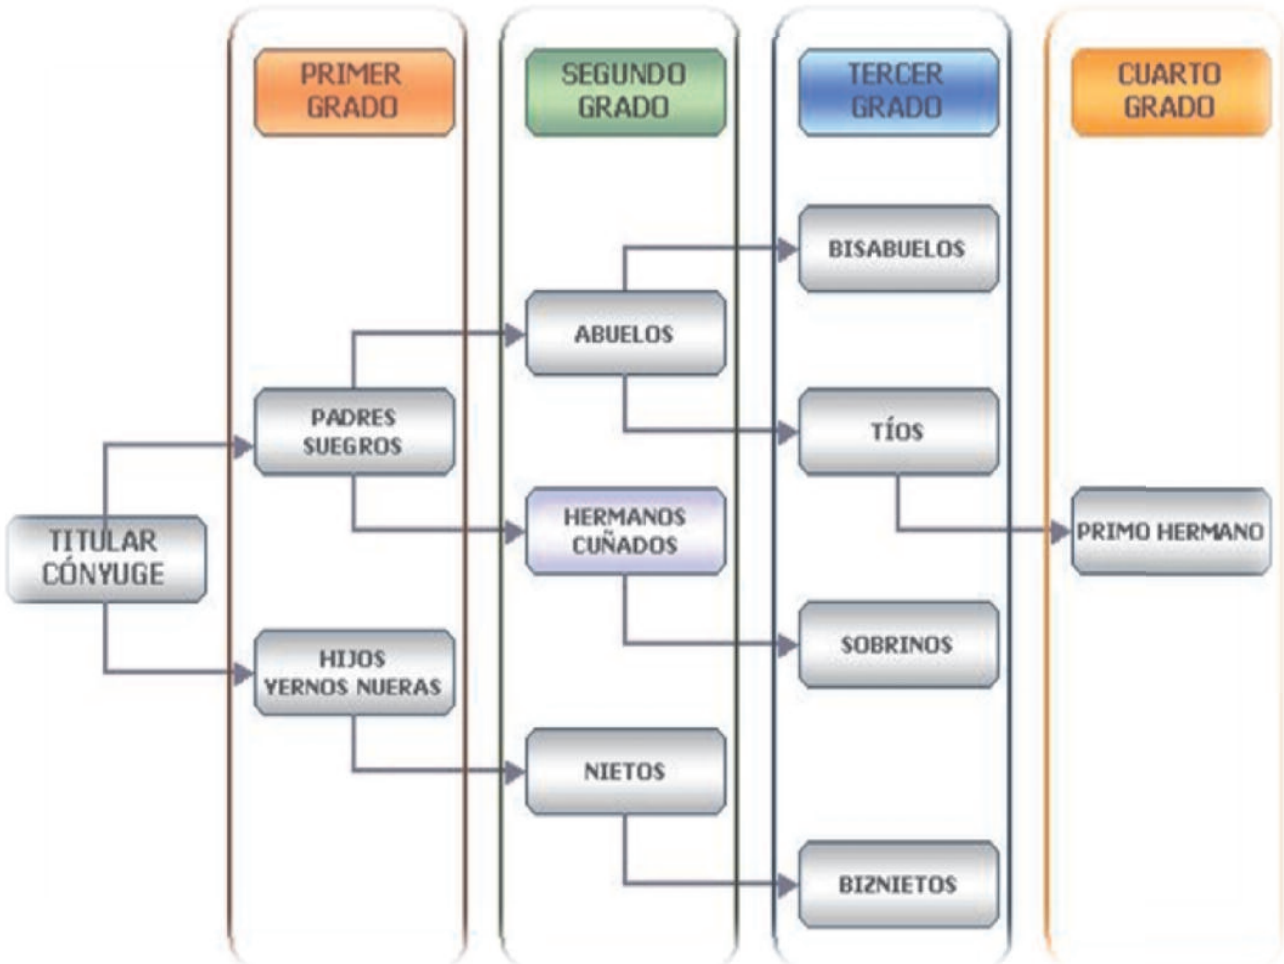 PRIMER
GRADO
SEGUNDO
GRADO
TERCER
GRADO
CUARTO
GRADO
BISABUELOS
ABUELOS
PADRES
SUEGROS
TÍOS
TITULAR
CÓNYUGE
HERMANOS
CUÑADOS
PRIMO HERMANO
HIJOS
YERNOS NUERAS
SOBRINOS
NIETOS
BIZNIETOS